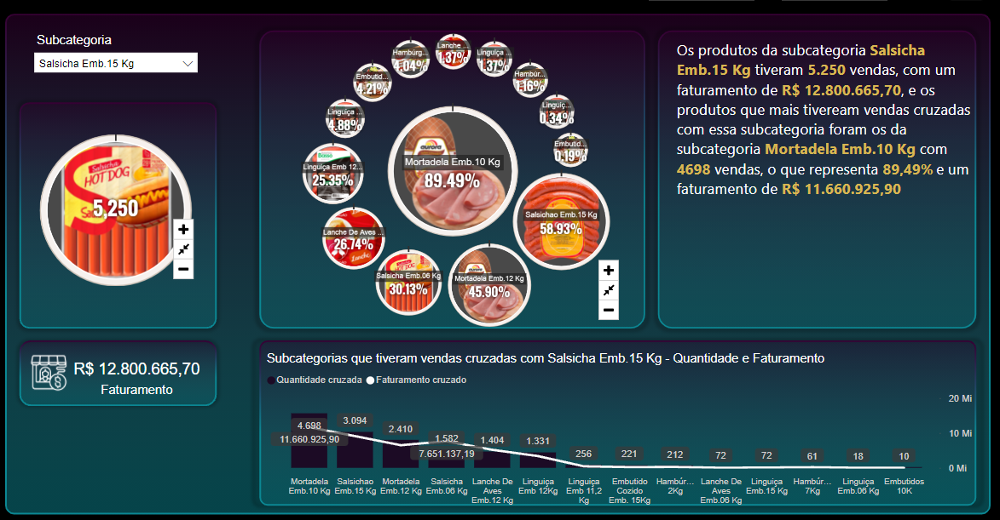 Subcategoria
Salsicha Emb.15 Kg
Salsicha
HOT DOG
5,250
R$ 12.800.665,70
Faturamento
Lanche ...
1.37%
Hambúrg...
4.04%
Linguiça ...
1.37%
Embutid...
4.21%
Hambúr...
1.16%
Linguiça ...
4.88%
Linguiç...
0.34%
Embutid...
0.19%
aurora
Mortadela Emb.10 Kg
89.49%
Linguiça Emb 12...
25.35%
Salsichao Emb.15 Kg
58.93%
Lanche De Aves ...
26.74%
Lanche
Salsicha Emb.06 Kg
30.13%
Mortadela Emb.12 Kg
45.90%
Os produtos da subcategoria Salsicha
Emb.15 Kg tiveram 5.250 vendas, com um
faturamento de R$ 12.800.665,70, e os
produtos que mais tiveream vendas cruzadas
com essa subcategoria foram os da
subcategoria Mortadela Emb.10 Kg com
4698 vendas, o que representa 89,49% e um
faturamento de R$ 11.660.925,90
Subcategorias que tiveram vendas cruzadas com Salsicha Emb.15 Kg - Quantidade e Faturamento
Quantidade cruzada Faturamento cruzado
20 Mi
10 Mi
0 Mi
4.698 3.094 2.410 1.582 1.404 1.331 256 221 212 72 72 61 18 10
11.660.925,90 7.651.137,19
Mortadela Salsichao Mortadela Salsicha Lanche De Linguiça Linguiça Embutido Hambúr... Lanche De Linguiça Hambúr... Linguiça Embutidos
Emb.10 Kg Emb.15 Kg Emb.12 Kg Emb.06 Kg Aves Emb 12Kg Emb 11,2 Cozido 2Kg Aves Emb.15 Kg 7Kg Emb.06 Kg 10K
Emb.12 Kg Kg Emb. 15Kg Emb.06 Kg